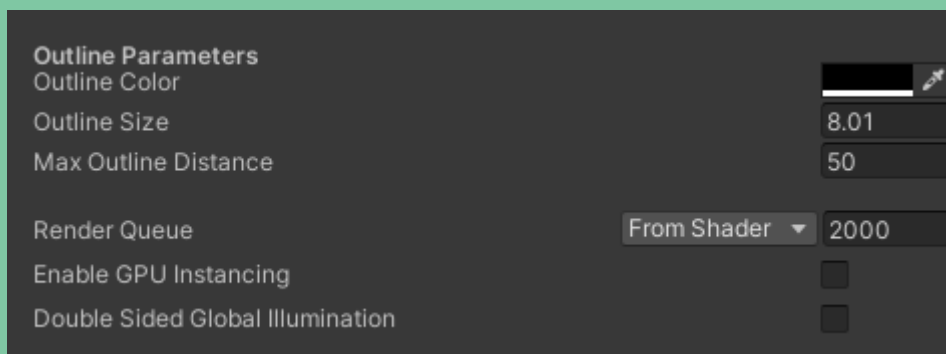 Outline Parameters
Outline Color
Outline Size 8.01
Max Outline Distance 50
Render Queue From Shader 2000
Enable GPU Instancing
Double Sided Global Illumination